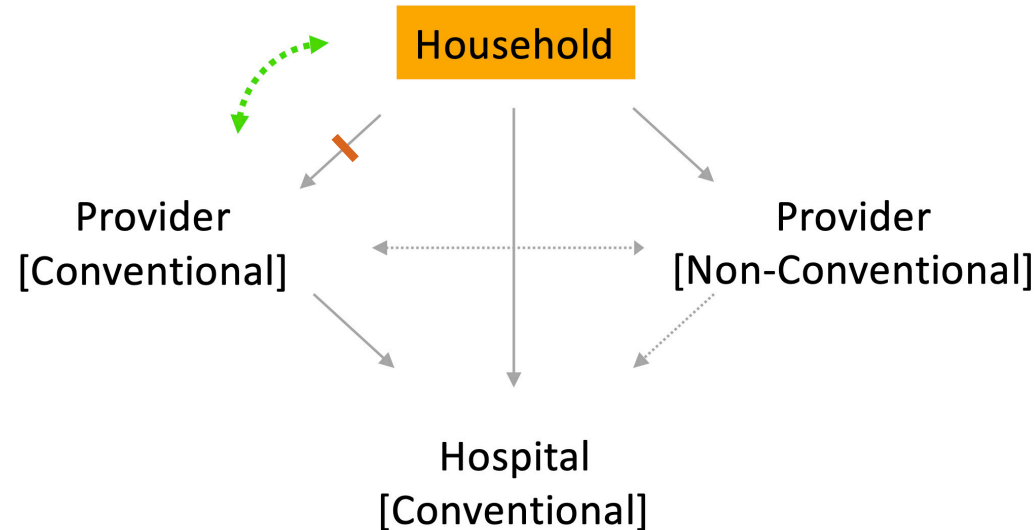 Household
Provider
[Conventional]
Provider
[Non-Conventional]
Hospital
[Conventional]